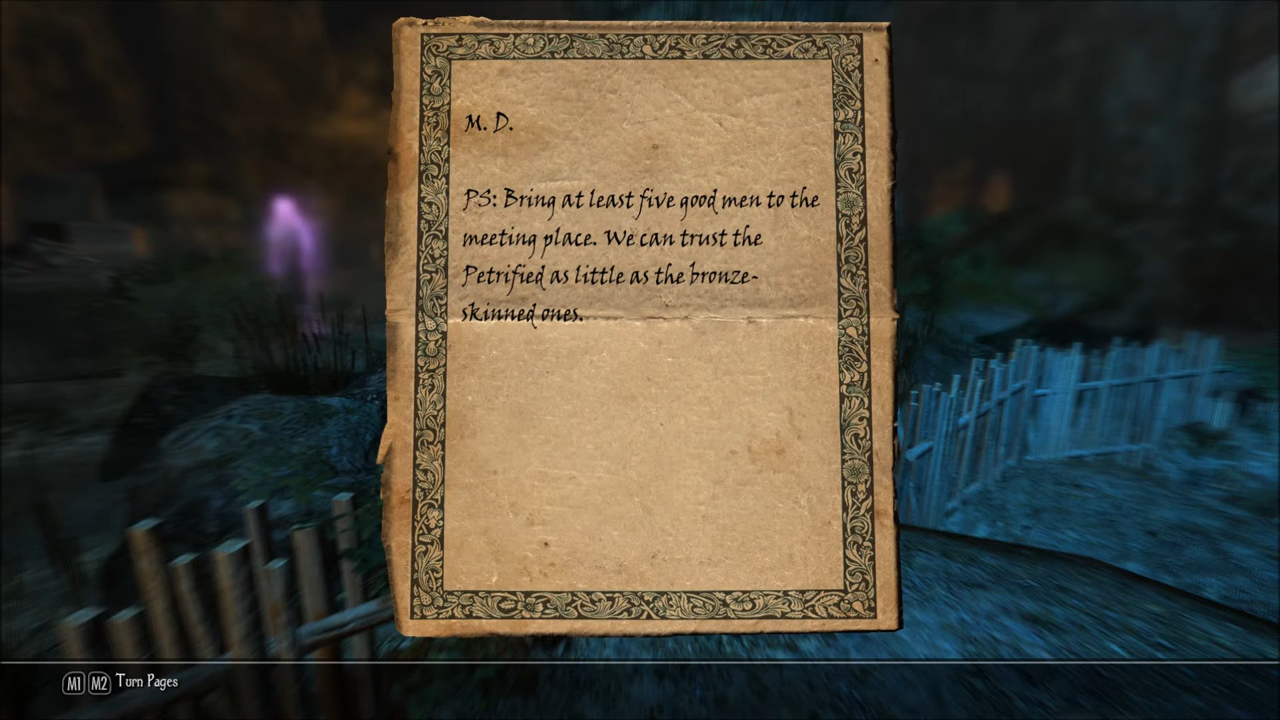 M. D.
PS: Bring at least five good men to the
meeting place. We can trust the
Petrified as little as the bronze-
skinned ones.
M1 M2 Turn Pages